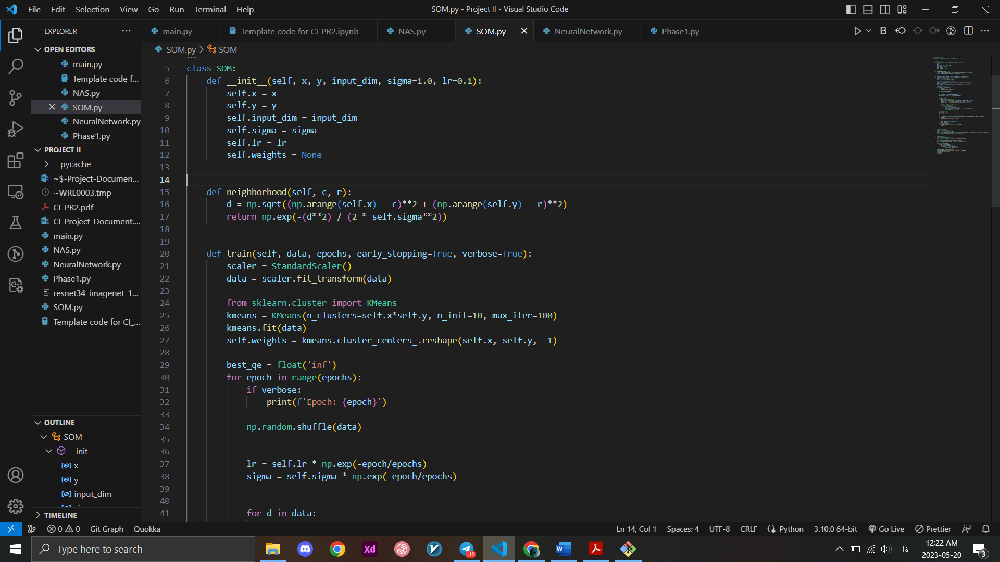 File Edit Selection View Go Run Terminal Help
SOM.py - Project II - Visual Studio Code
EXPLORER
OPEN EDITORS
main.py
Template code f...
NAS.py
SOM.py
NeuralNetwork.py
Phase1.py
PROJECT II
__pycache__
~$-Project-Documen...
~WRL0003.tmp
CI_PR2.pdf
CI-Project-Document....
main.py
NAS.py
NeuralNetwork.py
Phase1.py
resnet34_imagenet_1...
SOM.py
Template code for CI_...
OUTLINE
SOM
__init__
x
y
input_dim
TIMELINE
main.py Template code for CI_PR2.ipynb NAS.py SOM.py NeuralNetwork.py Phase1.py
SOM.py > SOM
5 class SOM:
6 def __init__(self, x, y, input_dim, sigma=1.0, lr=0.1):
7 self.x = x
8 self.y = y
9 self.input_dim = input_dim
10 self.sigma = sigma
11 self.lr = lr
12 self.weights = None
13
14
15 def neighborhood(self, c, r):
16 d = np.sqrt((np.arange(self.x) - c)**2 + (np.arange(self.y) - r)**2)
17 return np.exp(-(d**2) / (2 * self.sigma**2))
18
19
20 def train(self, data, epochs, early_stopping=True, verbose=True):
21 scaler = StandardScaler()
22 data = scaler.fit_transform(data)
23
24 from sklearn.cluster import KMeans
25 kmeans = KMeans(n_clusters=self.x*self.y, n_init=10, max_iter=100)
26 kmeans.fit(data)
27 self.weights = kmeans.cluster_centers_.reshape(self.x, self.y, -1)
28
29 best_qe = float('inf')
30 for epoch in range(epochs):
31 if verbose:
32 print(f'Epoch: {epoch}')
33
34 np.random.shuffle(data)
35
36
37 lr = self.lr * np.exp(-epoch/epochs)
38 sigma = self.sigma * np.exp(-epoch/epochs)
39
40
41 for d in data:
0 0 Git Graph Quokka
Ln 14, Col 1 Spaces: 4 UTF-8 CRLF Python 3.10.0 64-bit Go Live Prettier
Type here to search
Xd
..15
فا
12:22 AM
2023-05-20
3